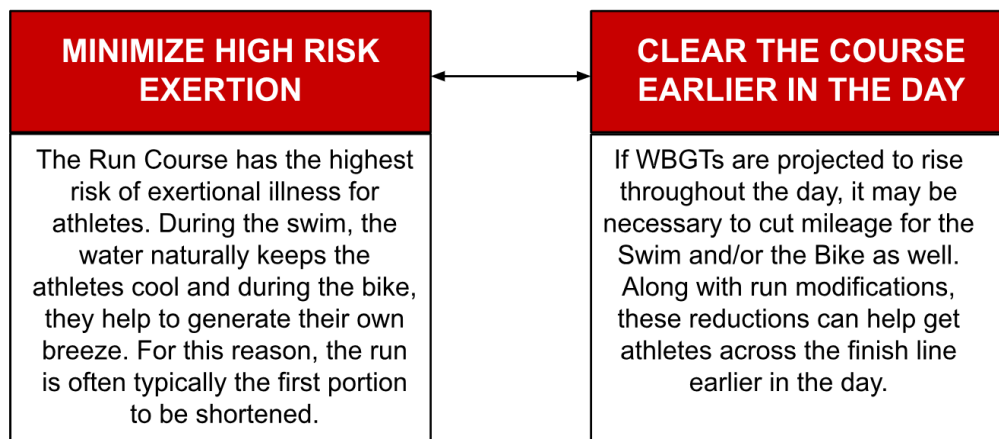 MINIMIZE HIGH RISK
EXERTION
The Run Course has the highest
risk of exertional illness for
athletes. During the swim, the
water naturally keeps the
athletes cool and during the bike,
they help to generate their own
breeze. For this reason, the run
is often typically the first portion
to be shortened.
CLEAR THE COURSE
EARLIER IN THE DAY
If WBGTs are projected to rise
throughout the day, it may be
necessary to cut mileage for the
Swim and/or the Bike as well.
Along with run modifications,
these reductions can help get
athletes across the finish line
earlier in the day.